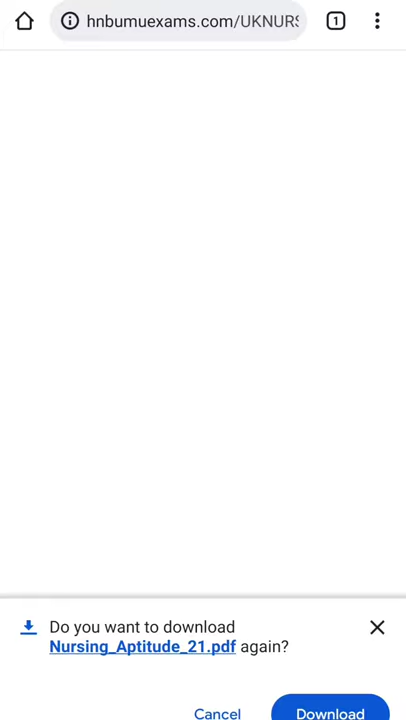 hnbumuexams.com/UKNURS
1
Do you want to download
Nursing_Aptitude_21.pdf again?
Cancel
Download